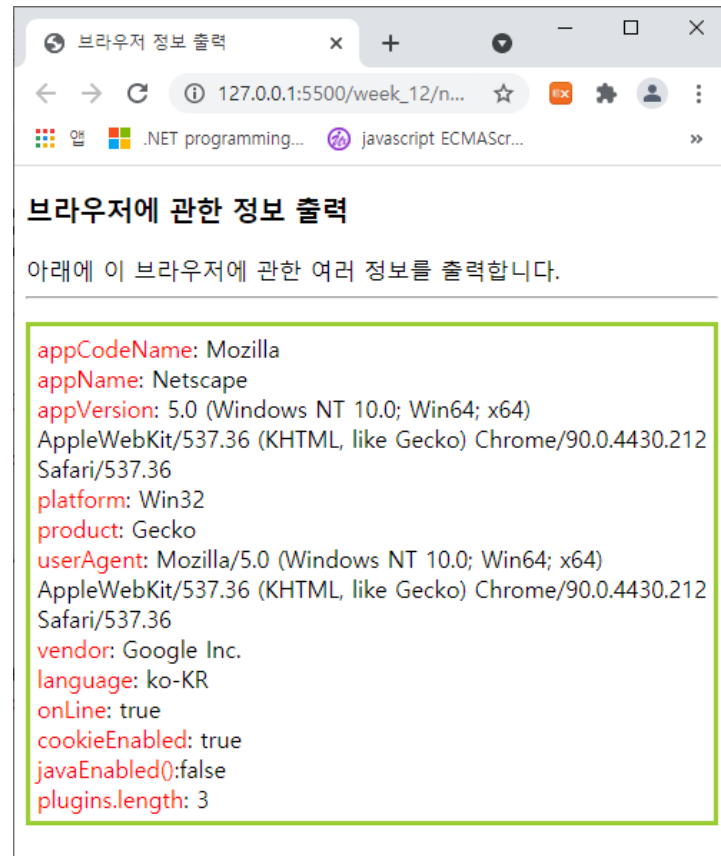 브라우저 정보 출력
127.0.0.1:5500/week_12/n...
앱 .NET programming... javascript ECMAScr...
브라우저에 관한 정보 출력
아래에 이 브라우저에 관한 여러 정보를 출력합니다.
appCodeName: Mozilla
appName: Netscape
appVersion: 5.0 (Windows NT 10.0; Win64; x64)
AppleWebKit/537.36 (KHTML, like Gecko) Chrome/90.0.4430.212
Safari/537.36
platform: Win32
product: Gecko
userAgent: Mozilla/5.0 (Windows NT 10.0; Win64; x64)
AppleWebKit/537.36 (KHTML, like Gecko) Chrome/90.0.4430.212
Safari/537.36
vendor: Google Inc.
language: ko-KR
onLine: true
cookieEnabled: true
javaEnabled():false
plugins.length: 3